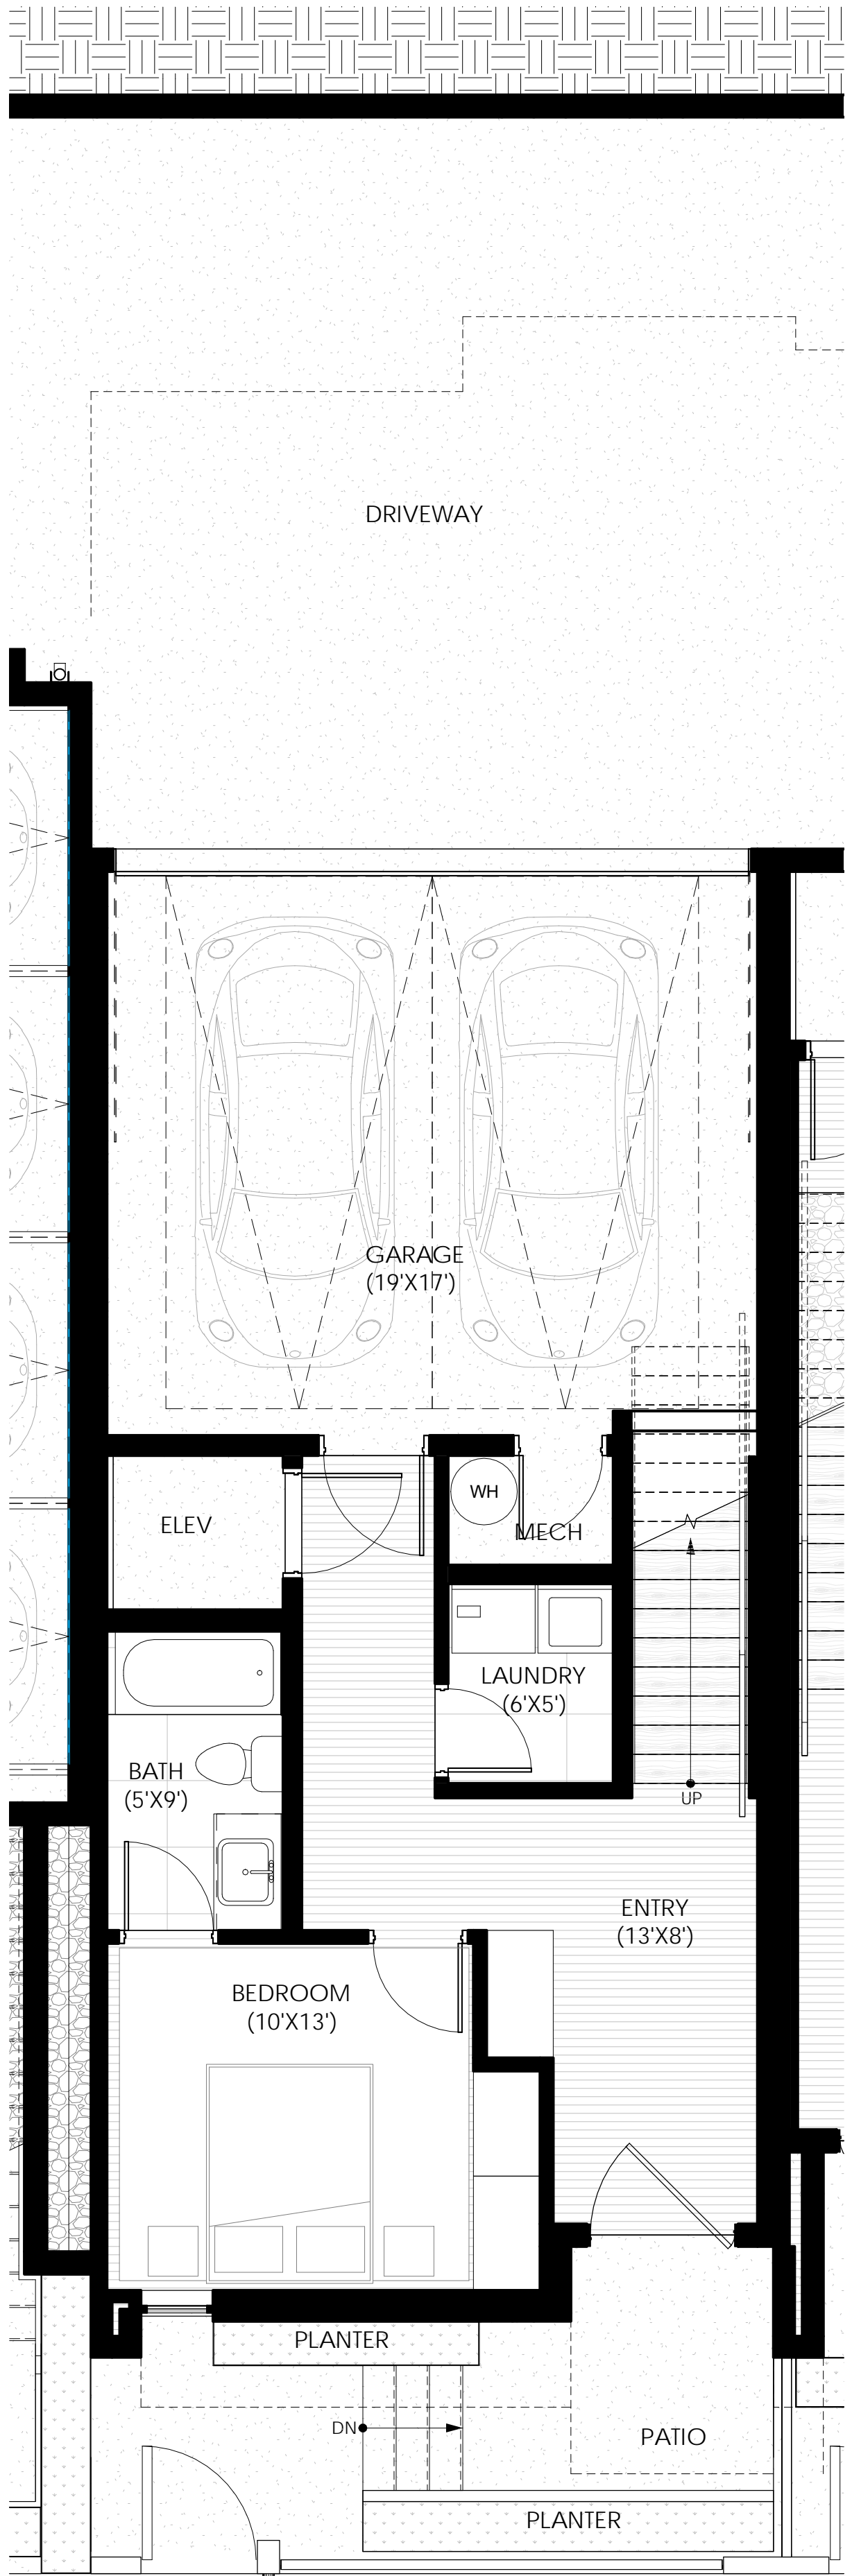 DRIVEWAY
GARAGE
(19'X17')
ELEV
WH
MECH
LAUNDRY
(6'X5')
BATH
(5'X9')
UP
ENTRY
(13'X8')
BEDROOM
(10'X13')
PLANTER
DN
PATIO
PLANTER